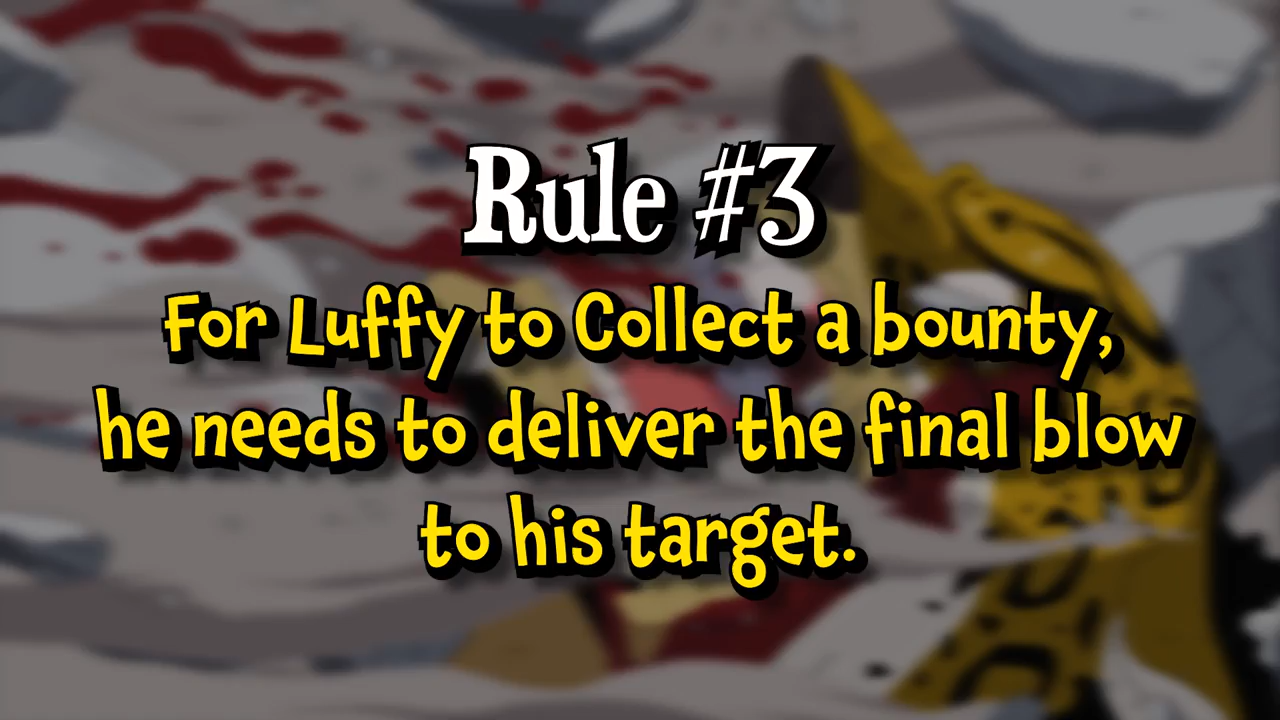 Rule #3
For Luffy to Collect a bounty,
he needs to deliver the final blow
to his target.